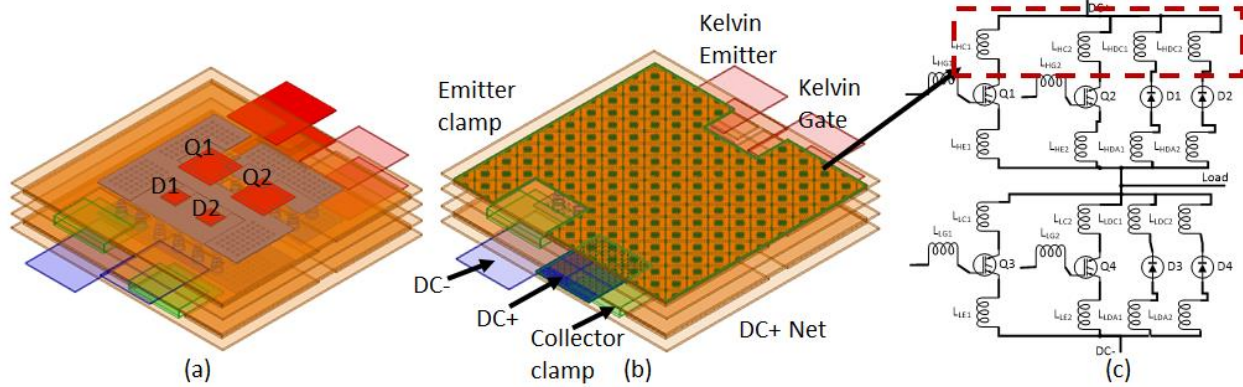 Q1
Q2
D1
D2
(a)
Kelvin
Emitter
Emitter
clamp
Kelvin
Gate
DC-
DC+
Collector
clamp
DC+ Net
(b)
DC+
LHC1
LHC2
LHDC1
LHDC2
LHG1
LHG2
Q1
Q2
D1
D2
LHE1
LHE2
LHDA1
LHDA2
Load
LLC1
LLC2
LLDC2
LLG1
LLG2
Q3
Q4
D3
D4
LLE1
LLE2
LLDA1
LLDA2
DC-
(c)